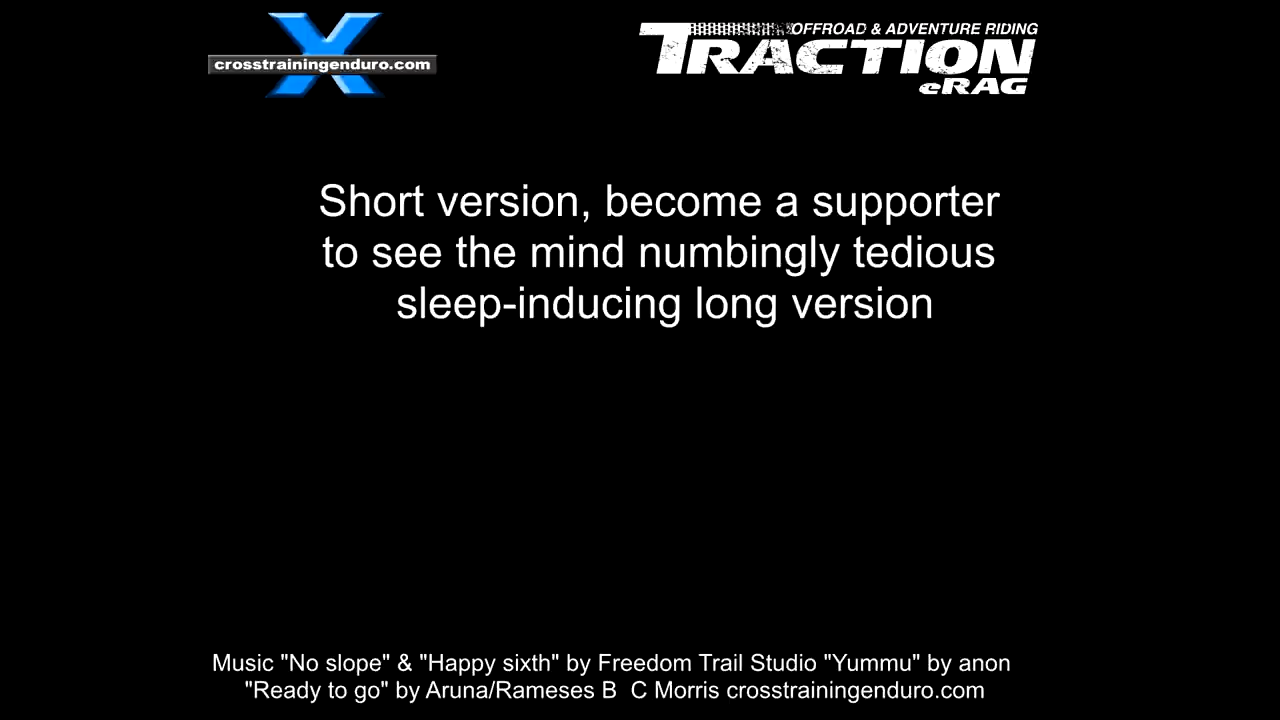 crosstrainingenduro.com
OFFROAD & ADVENTURE RIDING
TRACTION
eRAG
Short version, become a supporter
to see the mind numbingly tedious
sleep-inducing long version
Music "No slope" & "Happy sixth" by Freedom Trail Studio "Yummu" by anon
"Ready to go" by Aruna/Rameses B  C Morris crosstrainingenduro.com